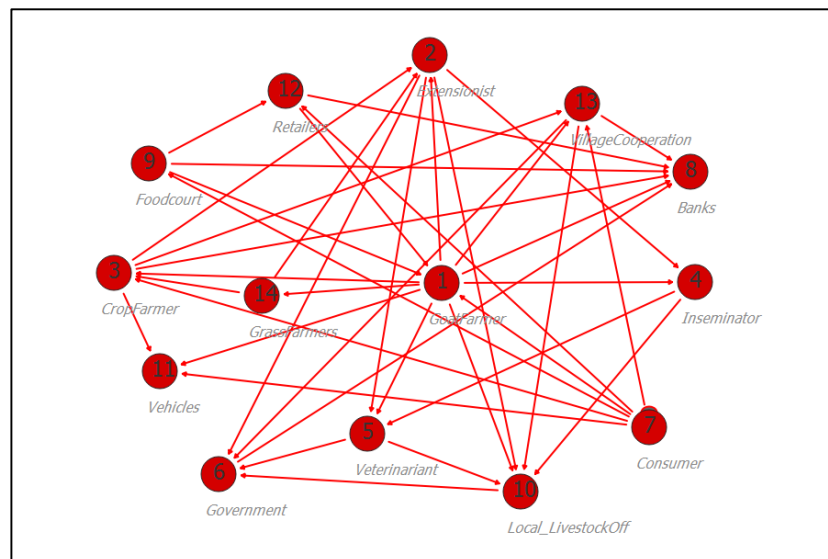 2
Extensionist
12
Retailers
13
VillageCooperation
9
Foodcourt
8
Banks
3
CropFarmer
14
GrassFarmers
1
GoatFarmer
4
Inseminator
11
Vehicles
5
Veterinariant
7
Consumer
6
Government
10
Local_LivestockOff